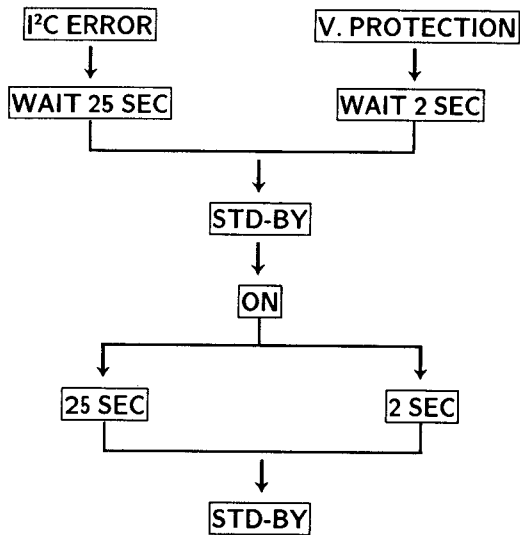 I²C ERROR
V. PROTECTION
WAIT 25 SEC
WAIT 2 SEC
STD-BY
ON
25 SEC
2 SEC
STD-BY